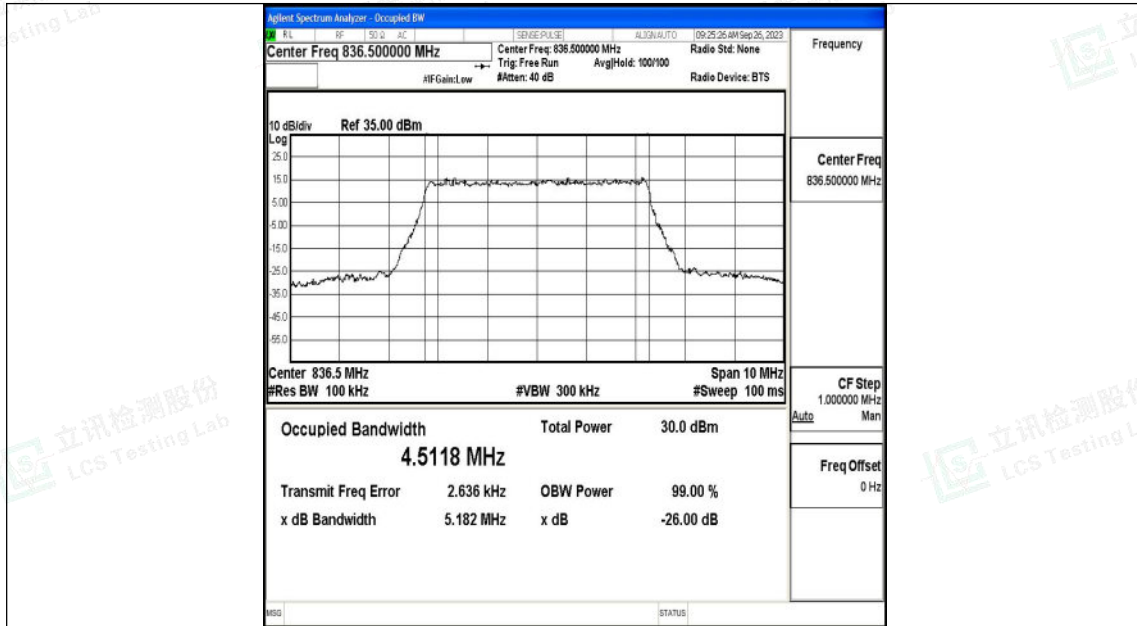 Agilent Spectrum Analyzer - Occupied BW
RL RF 50 Ω AC SENSE:PULSE ALIGNAUTO 09:25:26 AM Sep 26, 2023
Center Freq 836.500000 MHz
Center Freq: 836.500000 MHz
Radio Std: None
Trig: Free Run Avg|Hold: 100/100
#IFGain:Low #Atten: 40 dB Radio Device: BTS
Frequency
10 dB/div Ref 35.00 dBm
Log
25.0
15.0
5.00
-5.00
-15.0
-25.0
-35.0
-45.0
-55.0
Center Freq
836.500000 MHz
Center 836.5 MHz Span 10 MHz
#Res BW 100 kHz #VBW 300 kHz #Sweep 100 ms
CF Step
1.000000 MHz
Auto Man
Occupied Bandwidth Total Power 30.0 dBm
4.5118 MHz
Transmit Freq Error 2.636 kHz OBW Power 99.00 %
x dB Bandwidth 5.182 MHz x dB -26.00 dB
Freq Offset
0 Hz
MSG STATUS
立讯检测股份
LCS Testing Lab
立讯检测股份
LCS Testing L